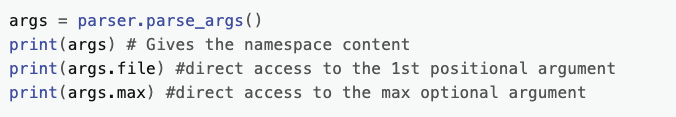 args = parser.parse_args()
print(args) # Gives the namespace content
print(args.file) #direct access to the 1st positional argument
print(args.max) #direct access to the max optional argument